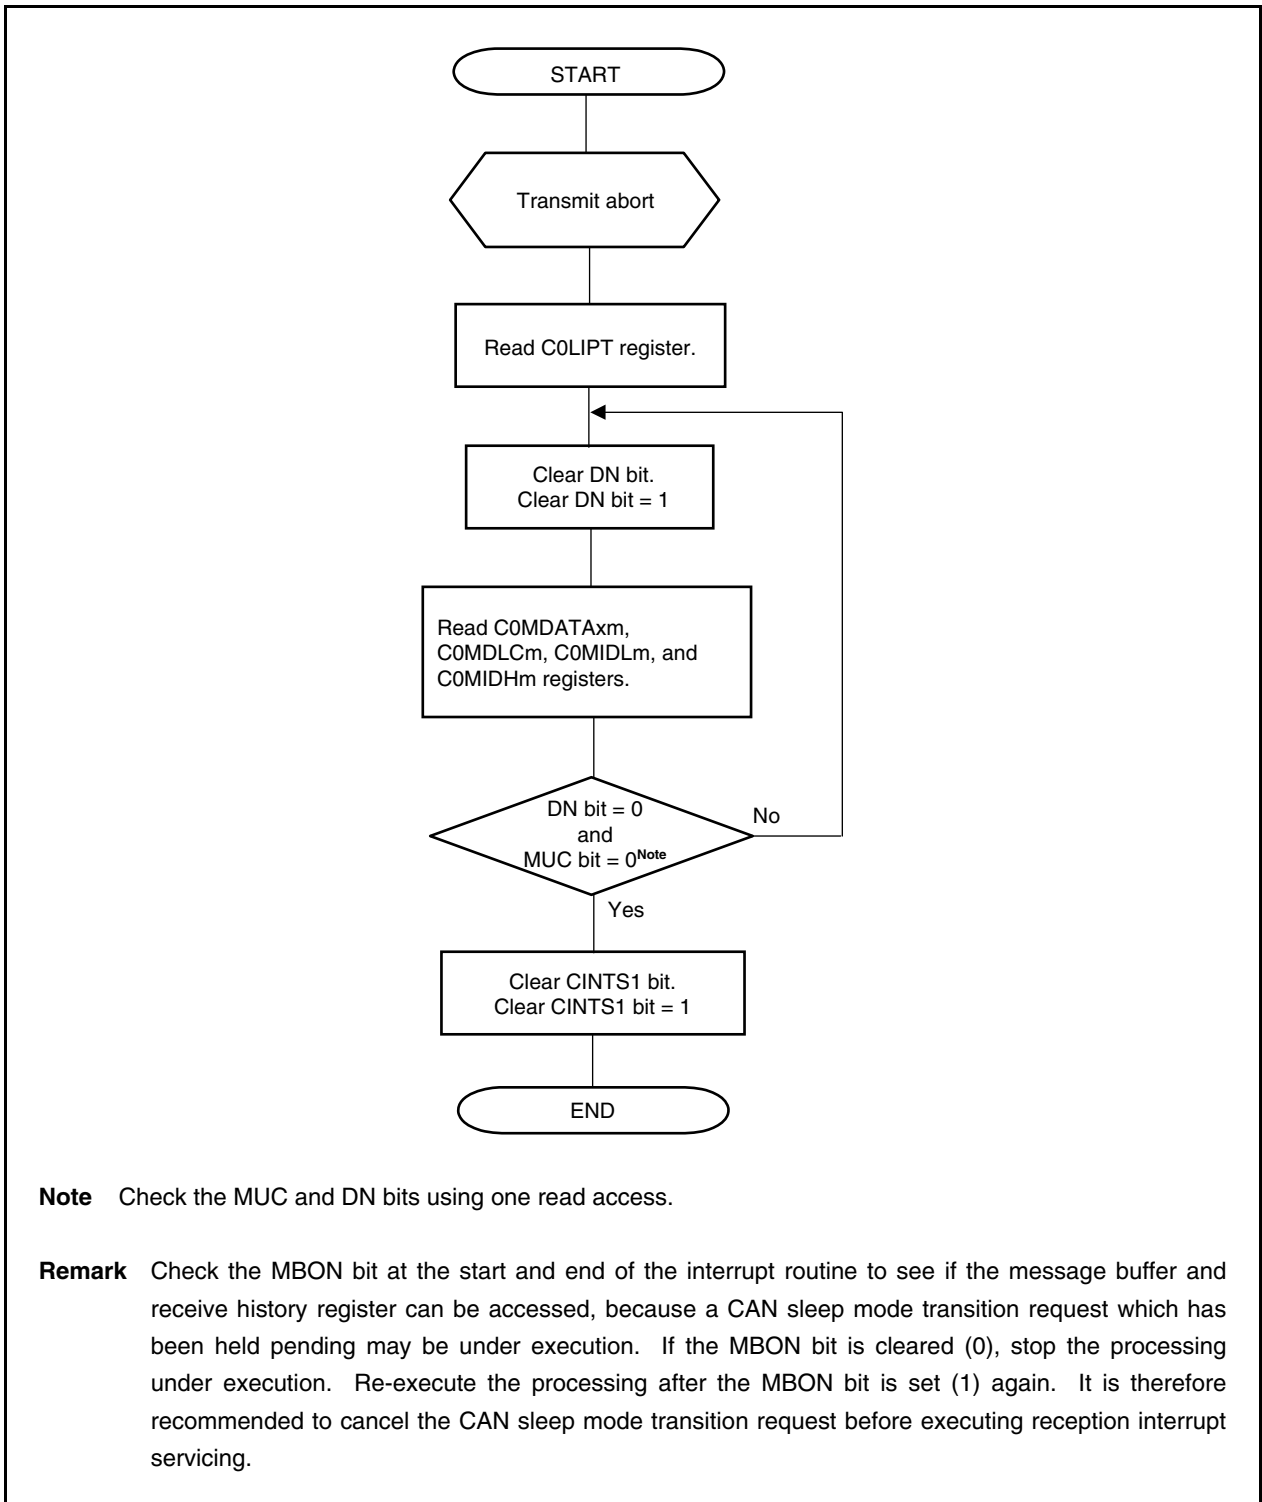 START
Transmit abort
Read C0LIPT register.
Clear DN bit.
Clear DN bit = 1
Read C0MDATAxm,
C0MDLCm, C0MIDLm, and
C0MIDHm registers.
DN bit = 0
and
MUC bit = 0Note
No
Yes
Clear CINTS1 bit.
Clear CINTS1 bit = 1
END
Note Check the MUC and DN bits using one read access.
Remark Check the MBON bit at the start and end of the interrupt routine to see if the message buffer and
receive history register can be accessed, because a CAN sleep mode transition request which has
been held pending may be under execution. If the MBON bit is cleared (0), stop the processing
under execution. Re-execute the processing after the MBON bit is set (1) again. It is therefore
recommended to cancel the CAN sleep mode transition request before executing reception interrupt
servicing.